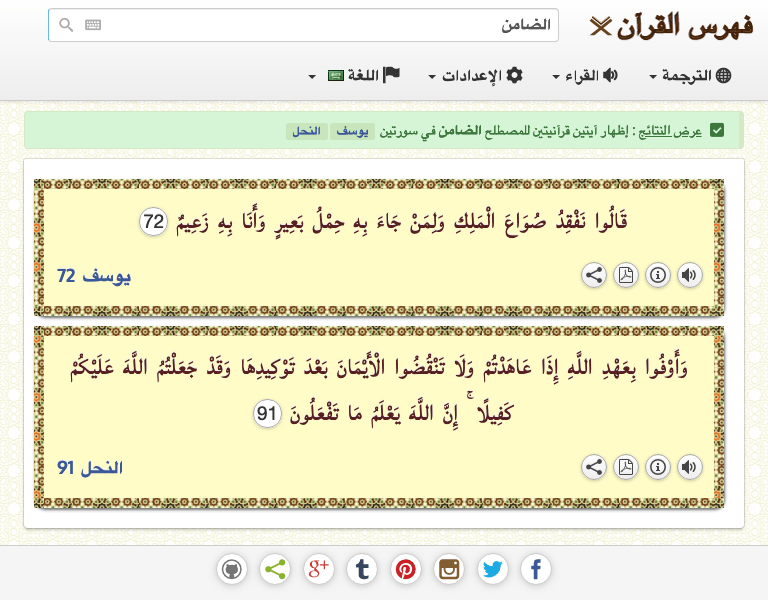 فهرس القرآن
الضامن
الترجمة القراء الإعدادات اللغة
عرض النتائج : إظهار آيتين قرآنيتين للمصطلح الضامن في سورتين يوسف النحل
قَالُوا نَفْقِدُ صُوَاعَ الْمَلِكِ وَلِمَنْ جَاءَ بِهِ حِمْلُ بَعِيرٍ وَأَنَا بِهِ زَعِيمٌ 72
يوسف 72
وَأَوْفُوا بِعَهْدِ اللَّهِ إِذَا عَاهَدْتُمْ وَلَا تَنْقُضُوا الْأَيْمَانَ بَعْدَ تَوْكِيدِهَا وَقَدْ جَعَلْتُمُ اللَّهَ عَلَيْكُمْ
كَفِيلًا ۚ إِنَّ اللَّهَ يَعْلَمُ مَا تَفْعَلُونَ 91
النحل 91